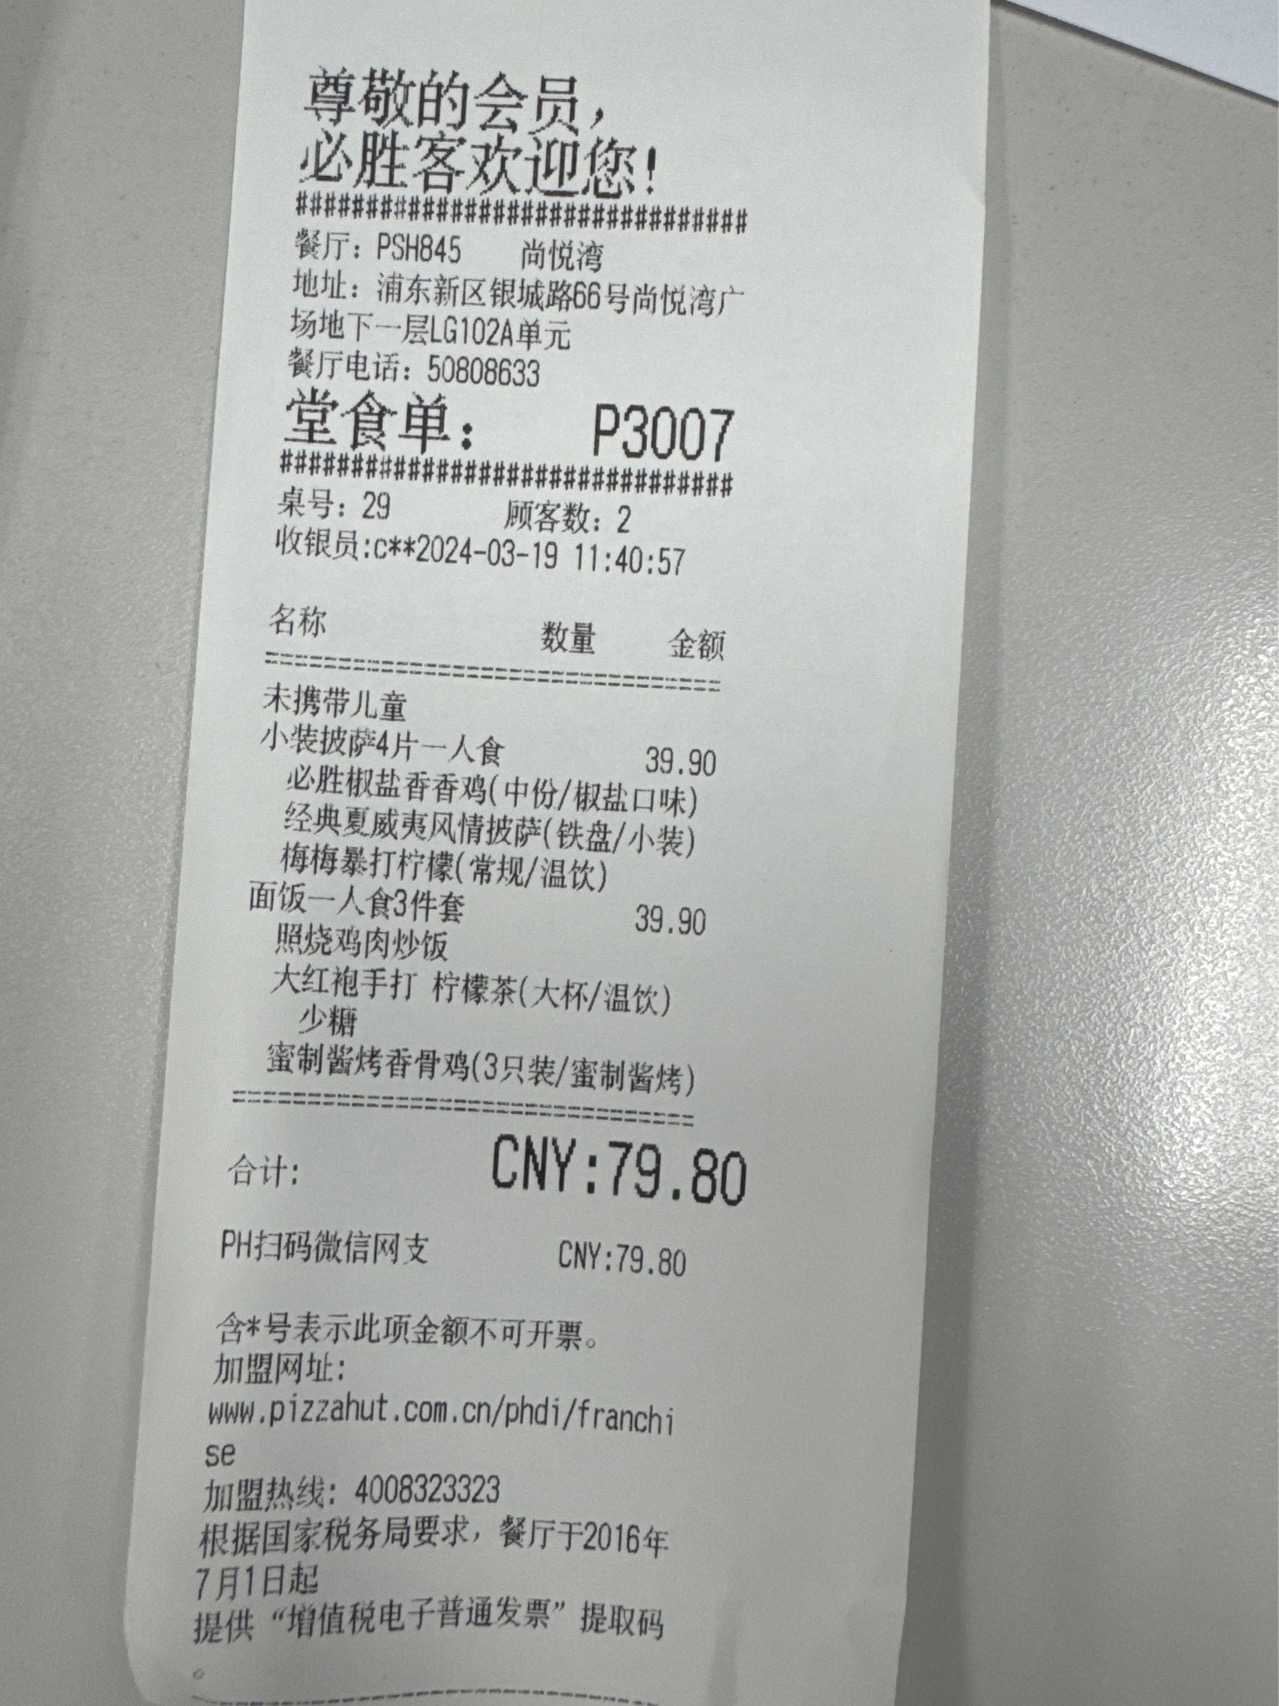 尊敬的会员，
必胜客欢迎您!
################################
餐厅：PSH845 尚悦湾
地址：浦东新区银城路66号尚悦湾广
场地下一层LG102A单元
餐厅电话：50808633
堂食单： P3007
################################
桌号：29 顾客数：2
收银员:c**2024-03-19 11:40:57
名称 数量 金额
================================
未携带儿童
小装披萨4片一人食 39.90
必胜椒盐香香鸡(中份/椒盐口味)
经典夏威夷风情披萨(铁盘/小装)
梅梅暴打柠檬(常规/温饮)
面饭一人食3件套 39.90
照烧鸡肉炒饭
大红袍手打 柠檬茶(大杯/温饮)
少糖
蜜制酱烤香骨鸡(3只装/蜜制酱烤)
================================
合计: CNY:79.80
PH扫码微信网支 CNY:79.80
含*号表示此项金额不可开票。
加盟网址:
www.pizzahut.com.cn/phdi/franchi
se
加盟热线：4008323323
根据国家税务局要求，餐厅于2016年
7月1日起
提供“增值税电子普通发票”提取码
。